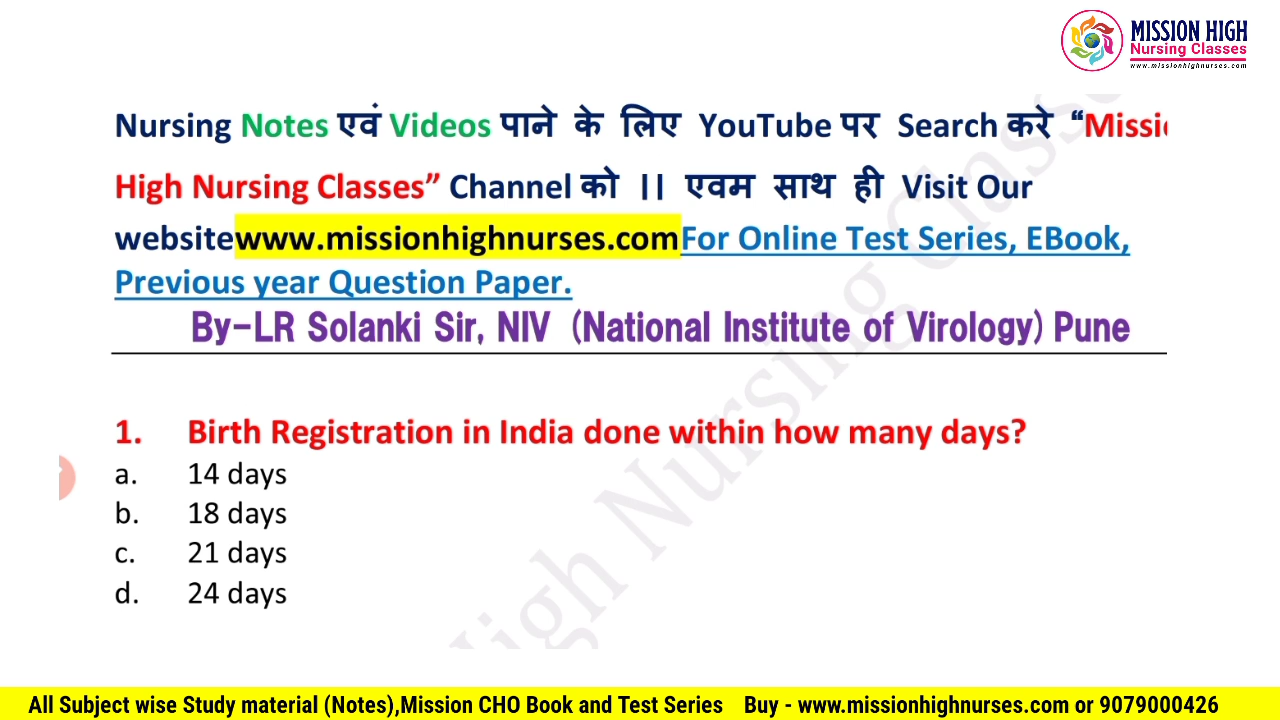 MISSION HIGH
Nursing Classes
www.missionhighnurses.com
Nursing Notes एवं Videos पाने के लिए YouTube पर Search करे “Missio
High Nursing Classes” Channel को ।। एवम साथ ही Visit Our
websitewww.missionhighnurses.comFor Online Test Series, EBook,
Previous year Question Paper.
By-LR Solanki Sir, NIV (National Institute of Virology) Pune
1. Birth Registration in India done within how many days?
a. 14 days
b. 18 days
c. 21 days
d. 24 days
High Nursing Classes
All Subject wise Study material (Notes),Mission CHO Book and Test Series Buy - www.missionhighnurses.com or 9079000426